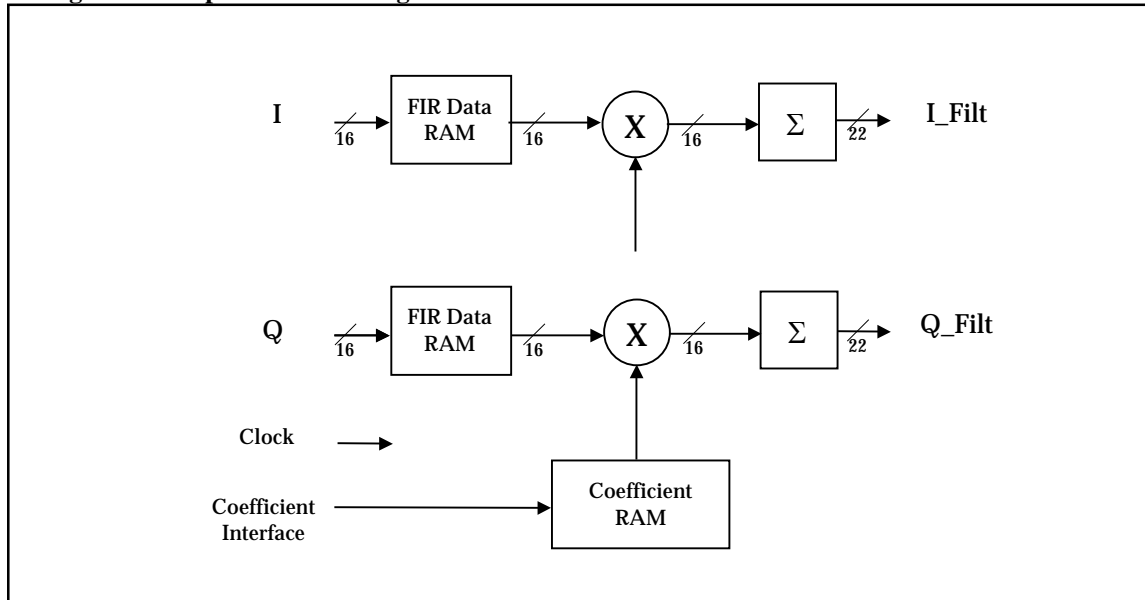 I
16
FIR Data
RAM
16
X
16
Σ
22
I_Filt
Q
16
FIR Data
RAM
16
X
16
Σ
22
Q_Filt
Clock
Coefficient
Interface
Coefficient
RAM